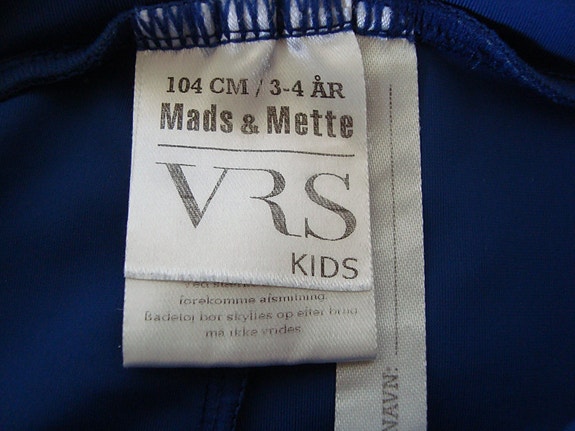 104 CM / 3-4 ÅR
Mads & Mette
VRS
KIDS
forekomme afsmitning
Badetøj bør skylles op efter brug
må ikke vrides
NAVN: